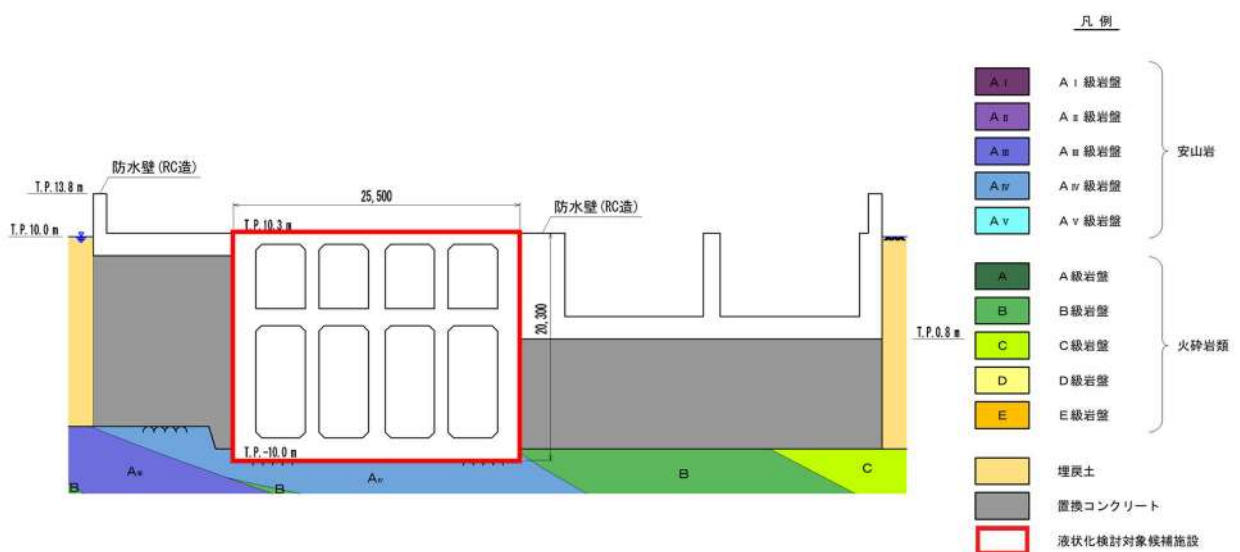 凡 例
AⅠ AⅠ級岩盤
AⅡ AⅡ級岩盤
AⅢ AⅢ級岩盤
AⅣ AⅣ級岩盤
AⅤ AⅤ級岩盤
安山岩
A A級岩盤
B B級岩盤
C C級岩盤
D D級岩盤
E E級岩盤
火砕岩類
埋戻土
置換コンクリート
液状化検討対象候補施設
防水壁(RC造)
T.P.13.8 m
25,500
防水壁(RC造)
T.P.10.0 m
T.P.10.3 m
20,300
T.P.0.8 m
T.P.-10.0 m
AⅢ
B
B
AⅣ
B
C